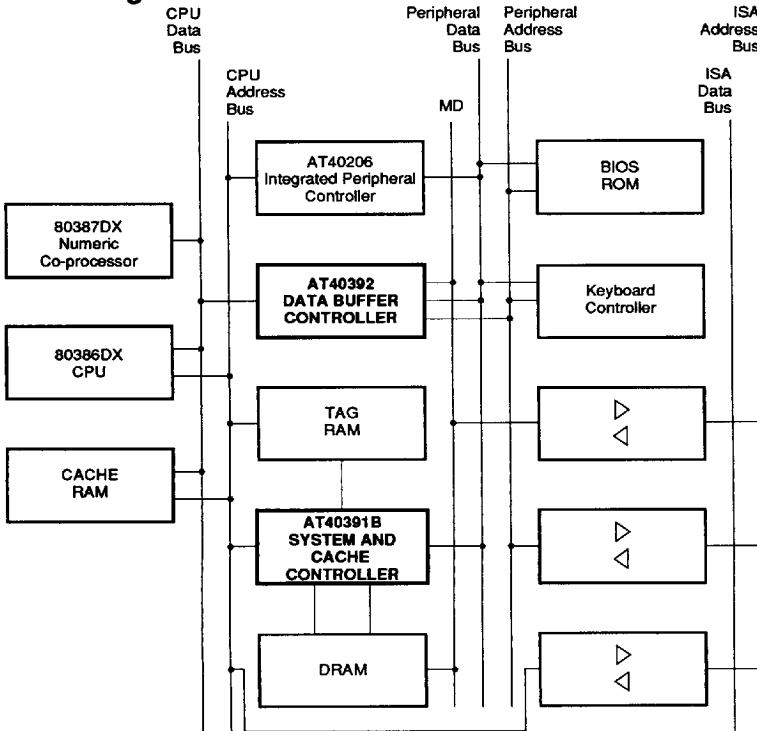 CPU
Data
Bus
Peripheral
Data
Bus
Peripheral
Address
Bus
ISA
Address
Bus
CPU
Address
Bus
MD
ISA
Data
Bus
AT40206
Integrated Peripheral
Controller
BIOS
ROM
80387DX
Numeric
Co-processor
AT40392
DATA BUFFER
CONTROLLER
Keyboard
Controller
80386DX
CPU
TAG
RAM
CACHE
RAM
AT40391B
SYSTEM AND
CACHE
CONTROLLER
DRAM